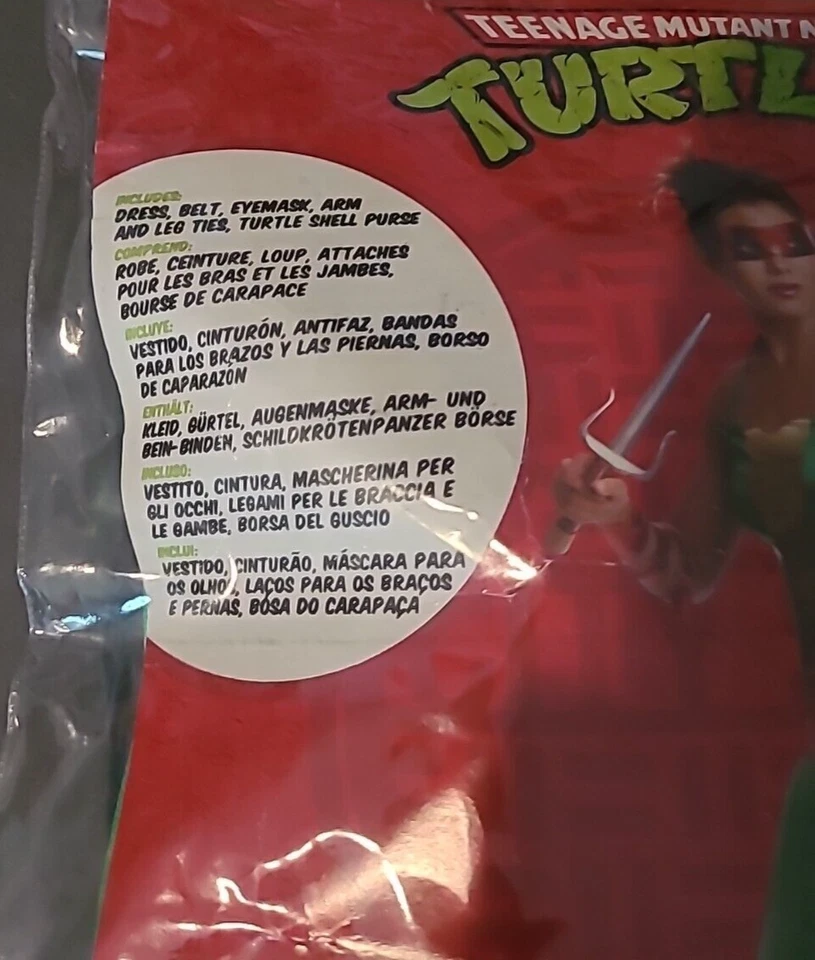 TEENAGE MUTANT N
TURTL
INCLUDES:
DRESS, BELT, EYEMASK, ARM
AND LEG TIES, TURTLE SHELL PURSE
COMPREND:
ROBE, CEINTURE, LOUP, ATTACHES
POUR LES BRAS ET LES JAMBES,
BOURSE DE CARAPACE
INCLUYE:
VESTIDO, CINTURÓN, ANTIFAZ, BANDAS
PARA LOS BRAZOS Y LAS PIERNAS, BORSO
DE CAPARAZÓN
ENTHÄLT:
KLEID, GÜRTEL, AUGENMASKE, ARM- UND
BEIN-BINDEN, SCHILDKRÖTENPANZER BÖRSE
INCLUSO:
VESTITO, CINTURA, MASCHERINA PER
GLI OCCHI, LEGAMI PER LE BRACCIA E
LE GAMBE, BORSA DEL GUSCIO
INCLUI:
VESTIDO, CINTURÃO, MÁSCARA PARA
OS OLHOS, LAÇOS PARA OS BRAÇOS
E PERNAS, BOSA DO CARAPAÇA